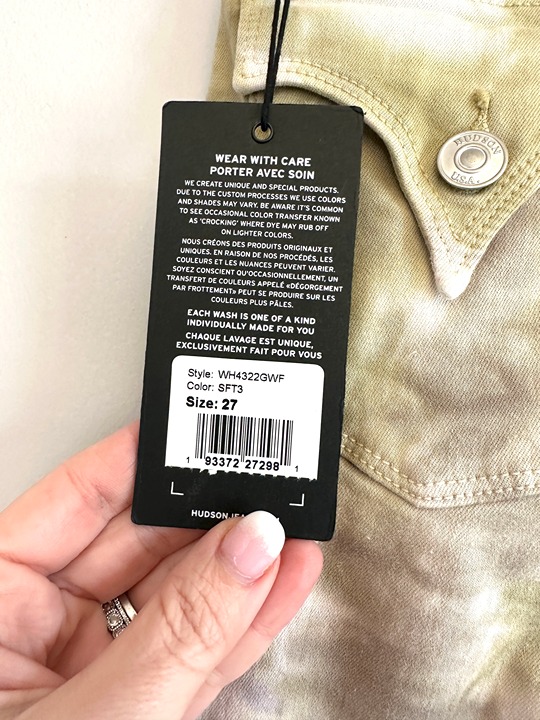 WEAR WITH CARE
PORTER AVEC SOIN
WE CREATE UNIQUE AND SPECIAL PRODUCTS.
DUE TO THE CUSTOM PROCESSES WE USE COLORS
AND SHADES MAY VARY. BE AWARE IT'S COMMON
TO SEE OCCASIONAL COLOR TRANSFER KNOWN
AS 'CROCKING' WHERE DYE MAY RUB OFF
ON LIGHTER COLORS.
NOUS CRÉONS DES PRODUITS ORIGINAUX ET
UNIQUES. EN RAISON DE NOS PROCÉDÉS, LES
COULEURS ET LES NUANCES PEUVENT VARIER.
SOYEZ CONSCIENT QU'OCCASIONNELLEMENT, UN
TRANSFERT DE COULEURS APPELÉ «DÉGORGEMENT
PAR FROTTEMENT» PEUT SE PRODUIRE SUR LES
COULEURS PLUS PÂLES.
EACH WASH IS ONE OF A KIND
INDIVIDUALLY MADE FOR YOU
CHAQUE LAVAGE EST UNIQUE,
EXCLUSIVEMENT FAIT POUR VOUS
Style: WH4322GWF
Color: SFT3
Size: 27
1 93372 27298 1
HUDSON
HUDSON
U.S.A.